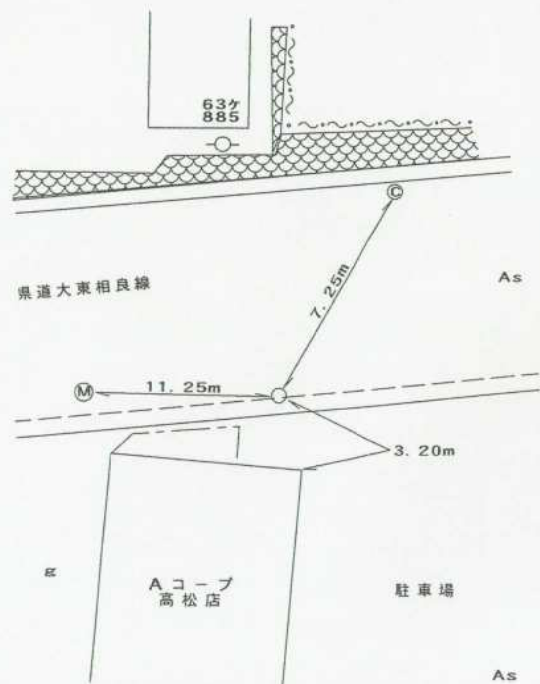 63ケ
885
Ⓒ
7. 25m
As
県道大東相良線
Ⓜ
11. 25m
3. 20m
g
Aコープ
高松店
駐車場
As